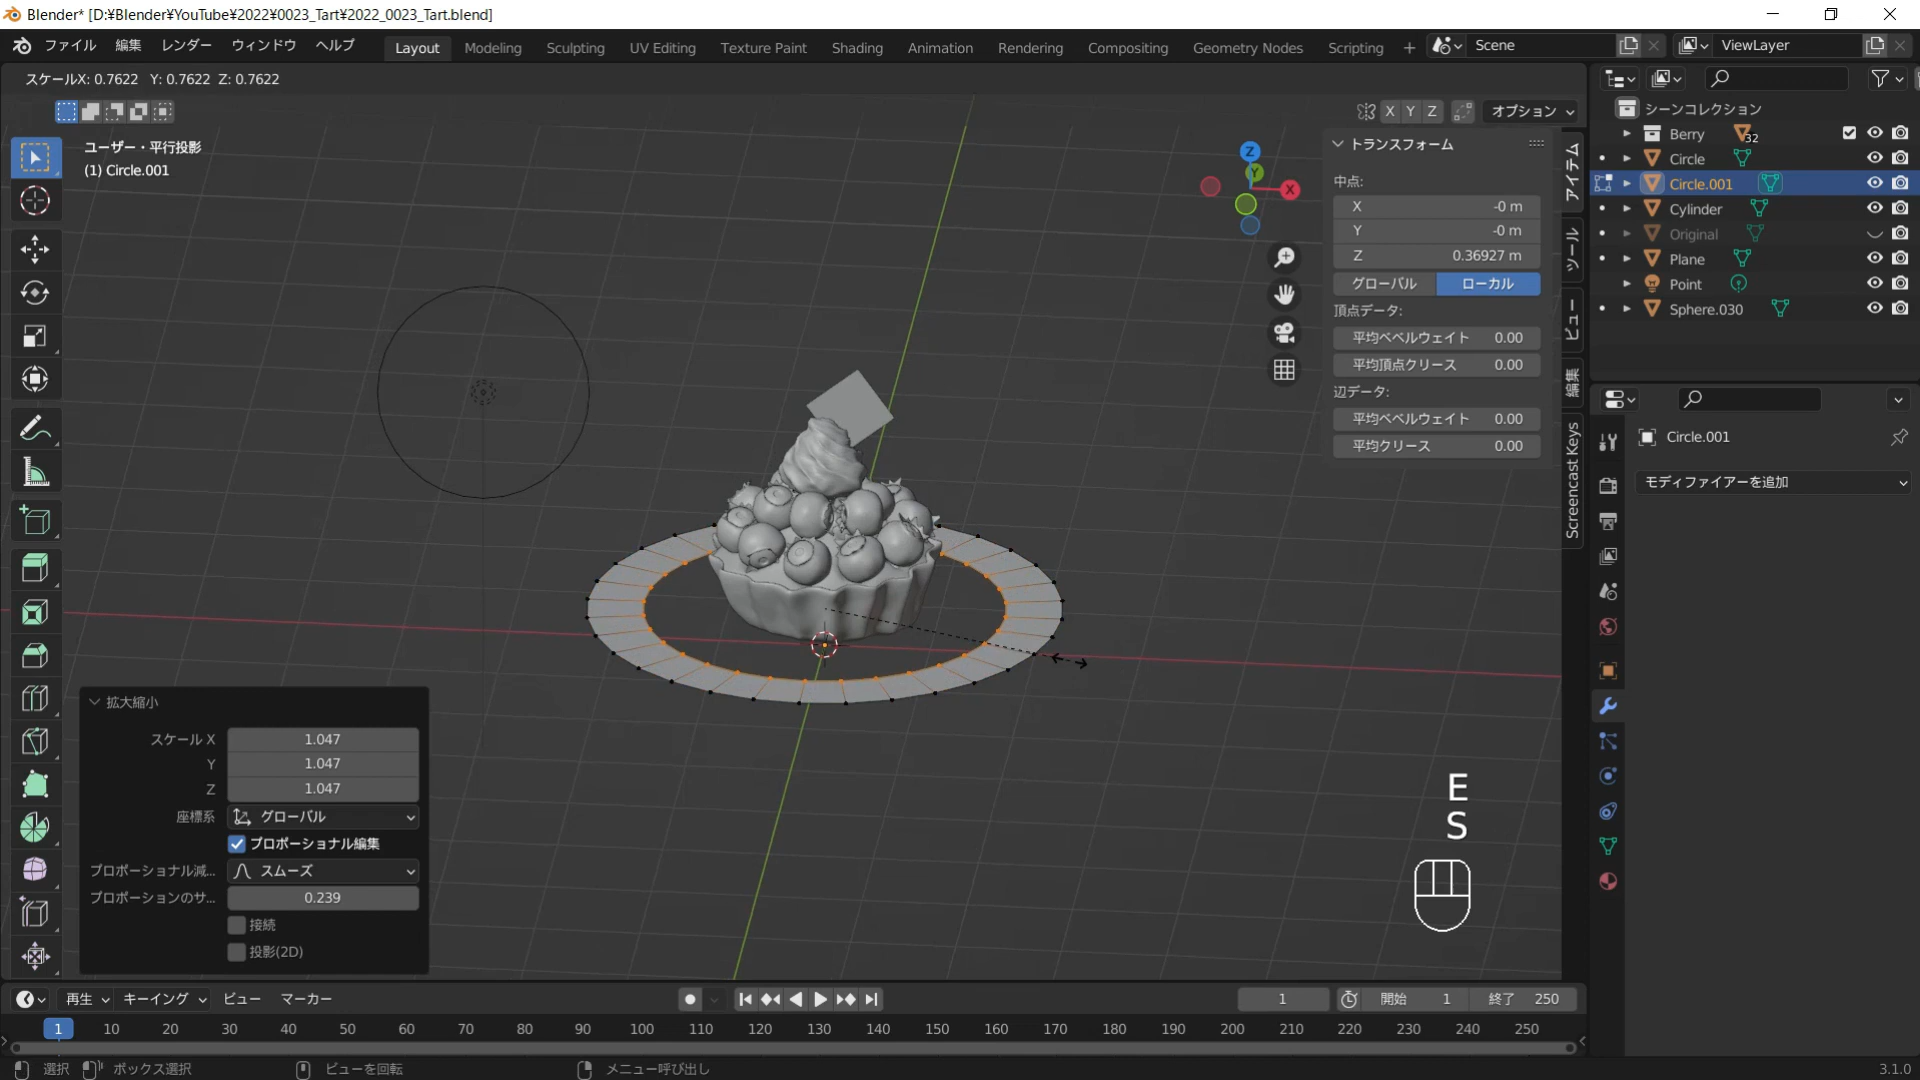 Blender* [D:¥Blender¥YouTube¥2022¥0023_Tart¥2022_0023_Tart.blend]
ファイル 編集 レンダー ウィンドウ ヘルプ Layout Modeling Sculpting UV Editing Texture Paint Shading Animation Rendering Compositing Geometry Nodes Scripting + Scene ViewLayer
スケールX: 0.7622 Y: 0.7622 Z: 0.7622
X Y Z オプション
ユーザー・平行投影
(1) Circle.001
Z
Y
X
トランスフォーム
中点:
X -0 m
Y -0 m
Z 0.36927 m
グローバル ローカル
頂点データ:
平均ベベルウェイト 0.00
平均頂点クリース 0.00
辺データ:
平均ベベルウェイト 0.00
平均クリース 0.00
アイテム
ツール
ビュー
編集
Screencast Keys
シーンコレクション
Berry 32
Circle
Circle.001
Cylinder
Original
Plane
Point
Sphere.030
Circle.001
モディファイアーを追加
拡大縮小
スケール X 1.047
Y 1.047
Z 1.047
座標系 グローバル
プロポーショナル編集
プロポーショナル減... スムーズ
プロポーションのサ... 0.239
接続
投影(2D)
E
S
再生 キーイング ビュー マーカー 1 開始 1 終了 250
1 10 20 30 40 50 60 70 80 90 100 110 120 130 140 150 160 170 180 190 200 210 220 230 240 250
選択 ボックス選択 ビューを回転 メニュー呼び出し 3.1.0